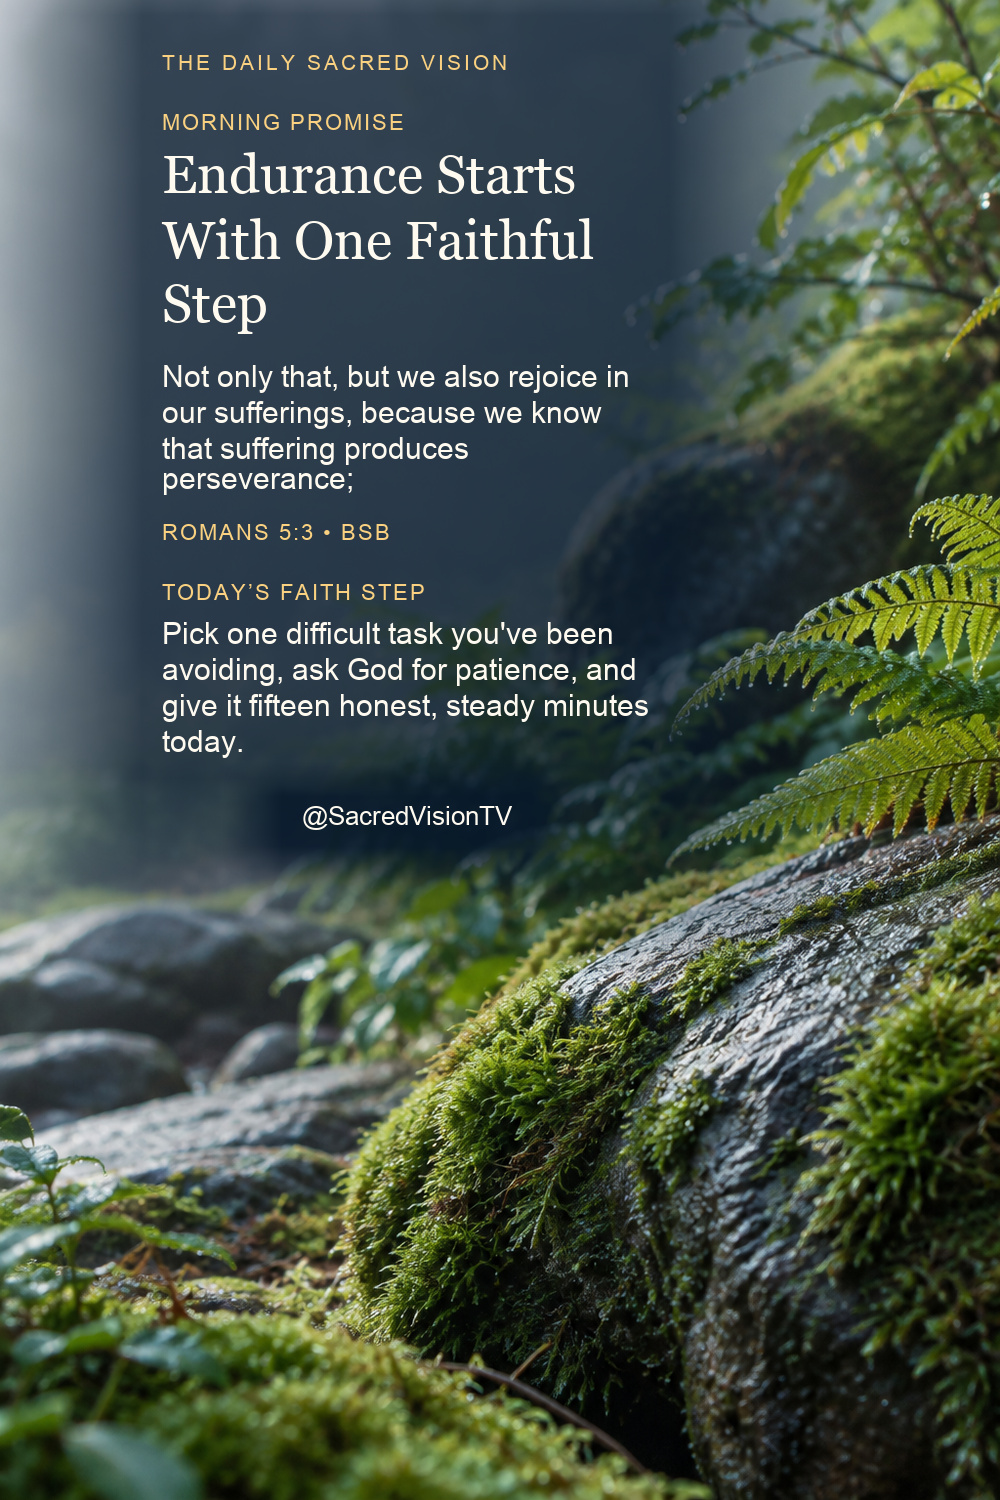 THE DAILY SACRED VISION
MORNING PROMISE
Endurance Starts
With One Faithful
Step
Not only that, but we also rejoice in
our sufferings, because we know
that suffering produces
perseverance;
ROMANS 5:3 • BSB
TODAY’S FAITH STEP
Pick one difficult task you've been
avoiding, ask God for patience, and
give it fifteen honest, steady minutes
today.
@SacredVisionTV